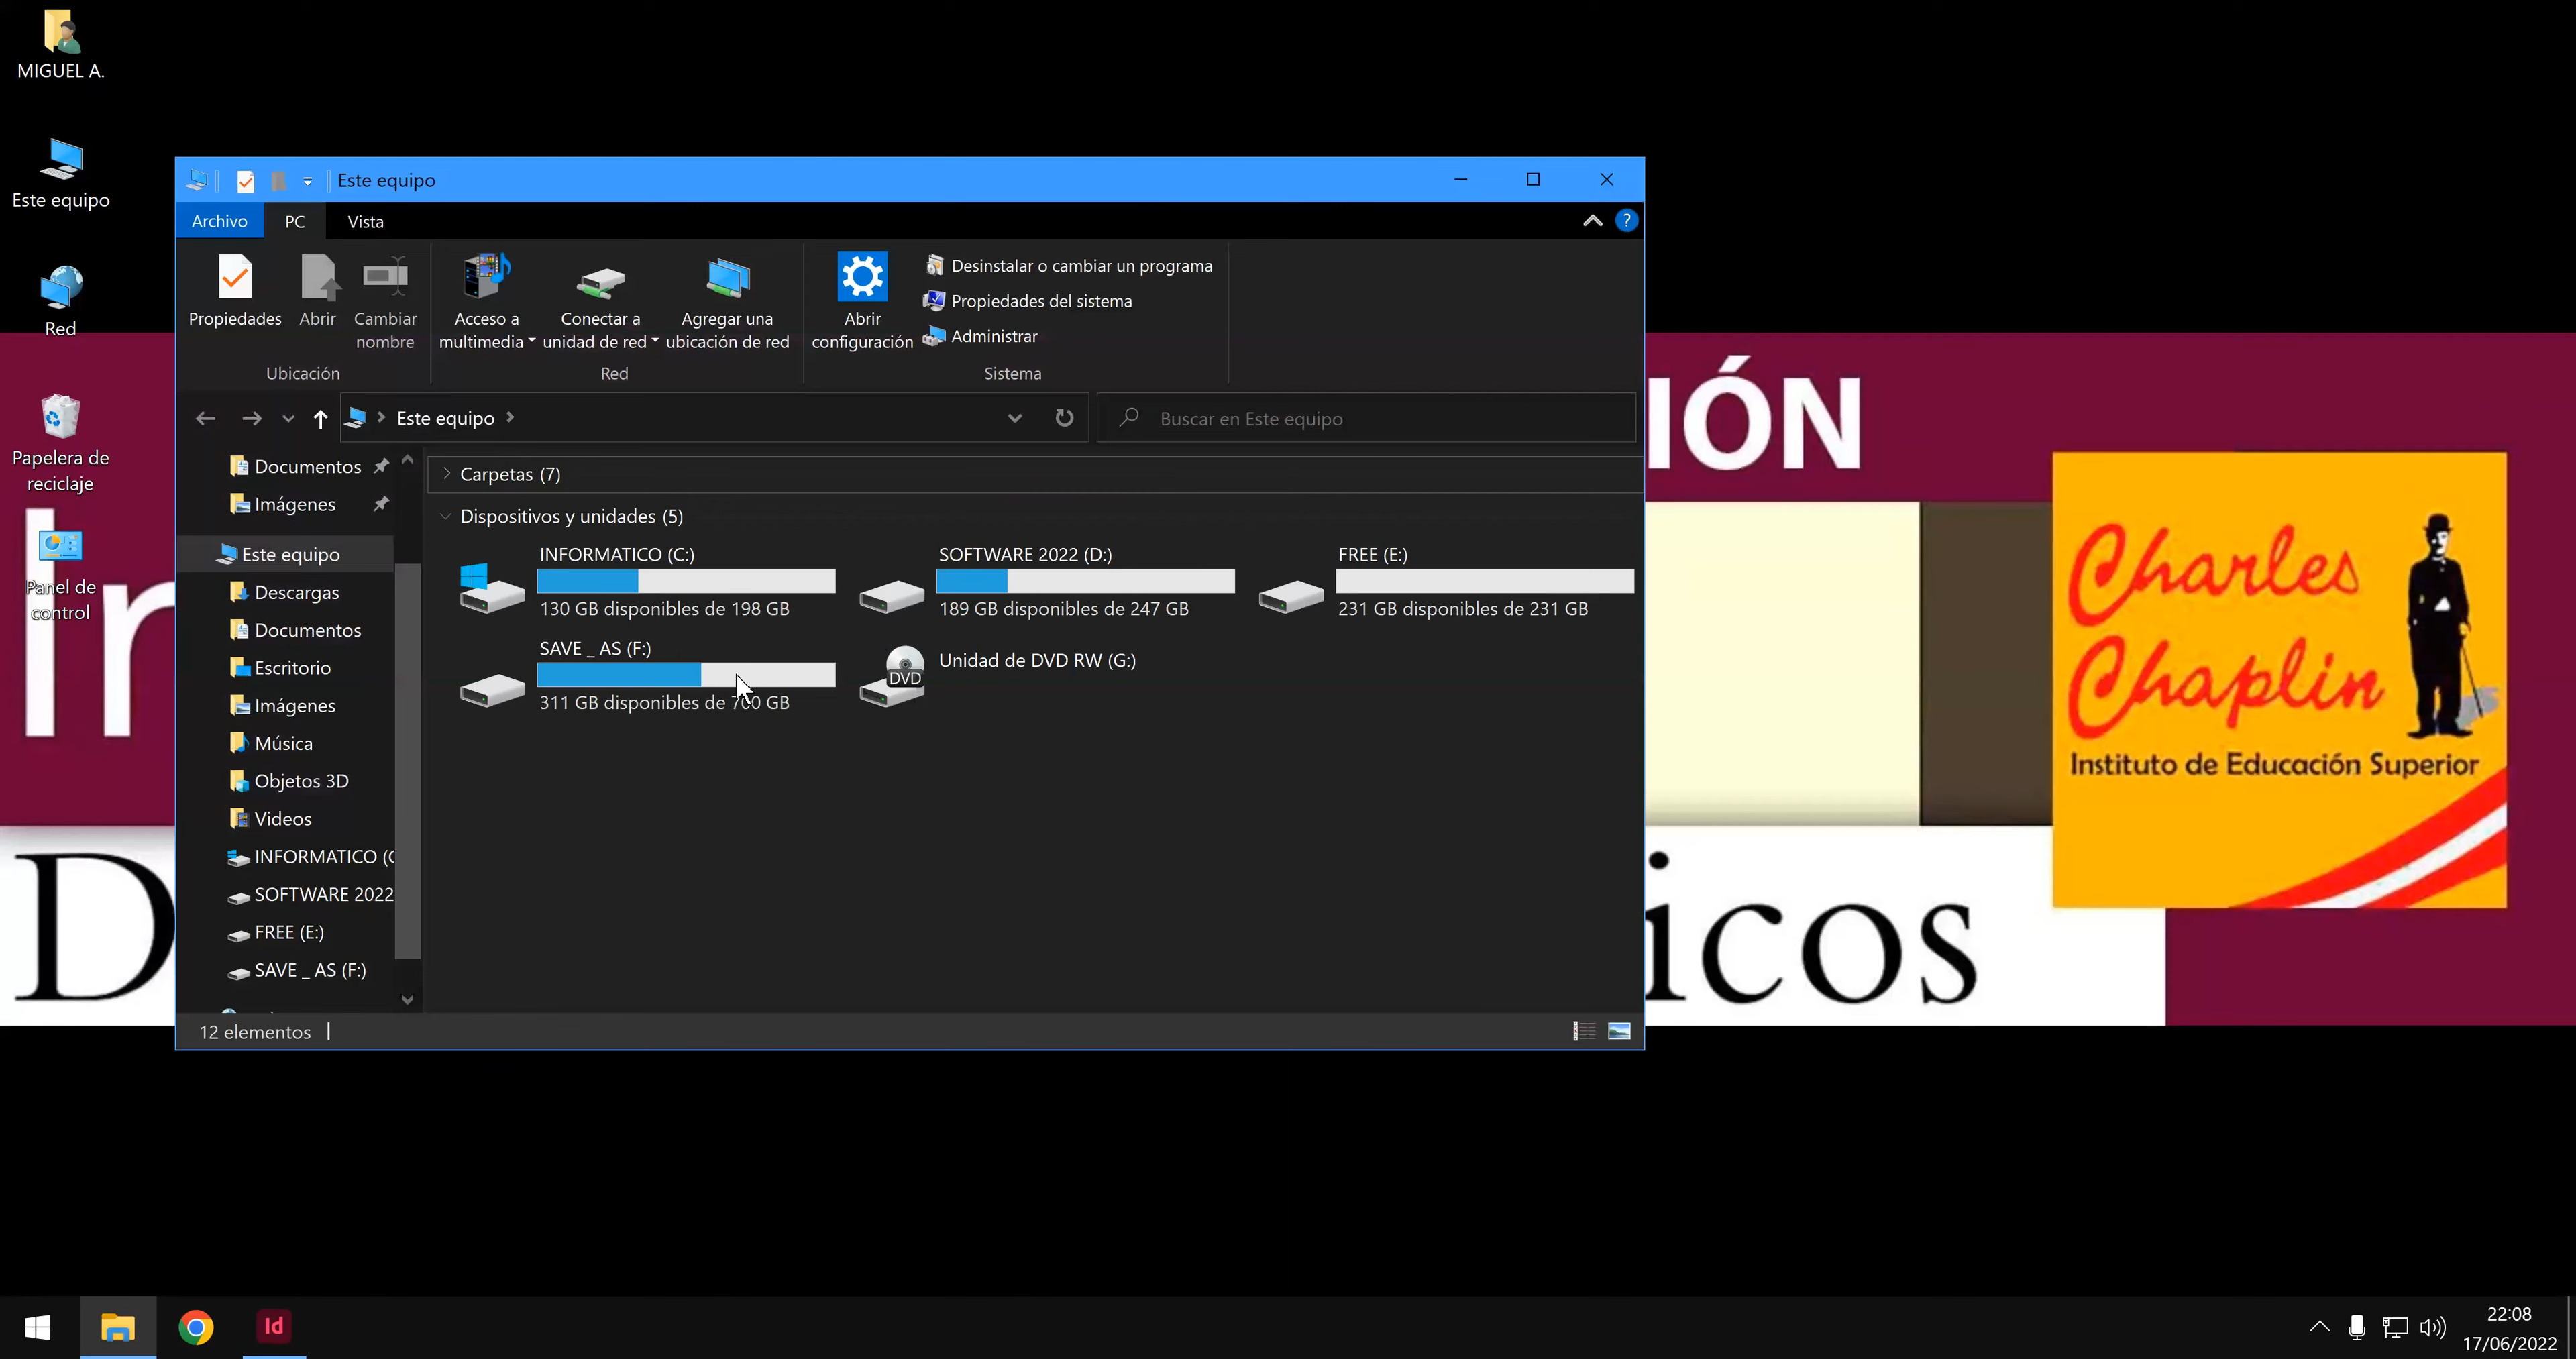 MIGUEL A.
Este equipo
Red
Papelera de
reciclaje
Panel de
control
Este equipo
Archivo
PC
Vista
?
Propiedades
Abrir
Cambiar
nombre
Ubicación
Acceso a
multimedia
Conectar a
unidad de red
Agregar una
ubicación de red
Red
Abrir
configuración
Desinstalar o cambiar un programa
Propiedades del sistema
Administrar
Sistema
Este equipo
Buscar en Este equipo
Documentos
Imágenes
Este equipo
Descargas
Documentos
Escritorio
Imágenes
Música
Objetos 3D
Videos
INFORMATICO (C
SOFTWARE 2022
FREE (E:)
SAVE _ AS (F:)
Carpetas (7)
Dispositivos y unidades (5)
INFORMATICO (C:)
130 GB disponibles de 198 GB
SOFTWARE 2022 (D:)
189 GB disponibles de 247 GB
FREE (E:)
231 GB disponibles de 231 GB
SAVE _ AS (F:)
311 GB disponibles de 700 GB
DVD
Unidad de DVD RW (G:)
12 elementos
In
IÓN
D
icos
Charles
Chaplin
Instituto de Educación Superior
Id
22:08
17/06/2022